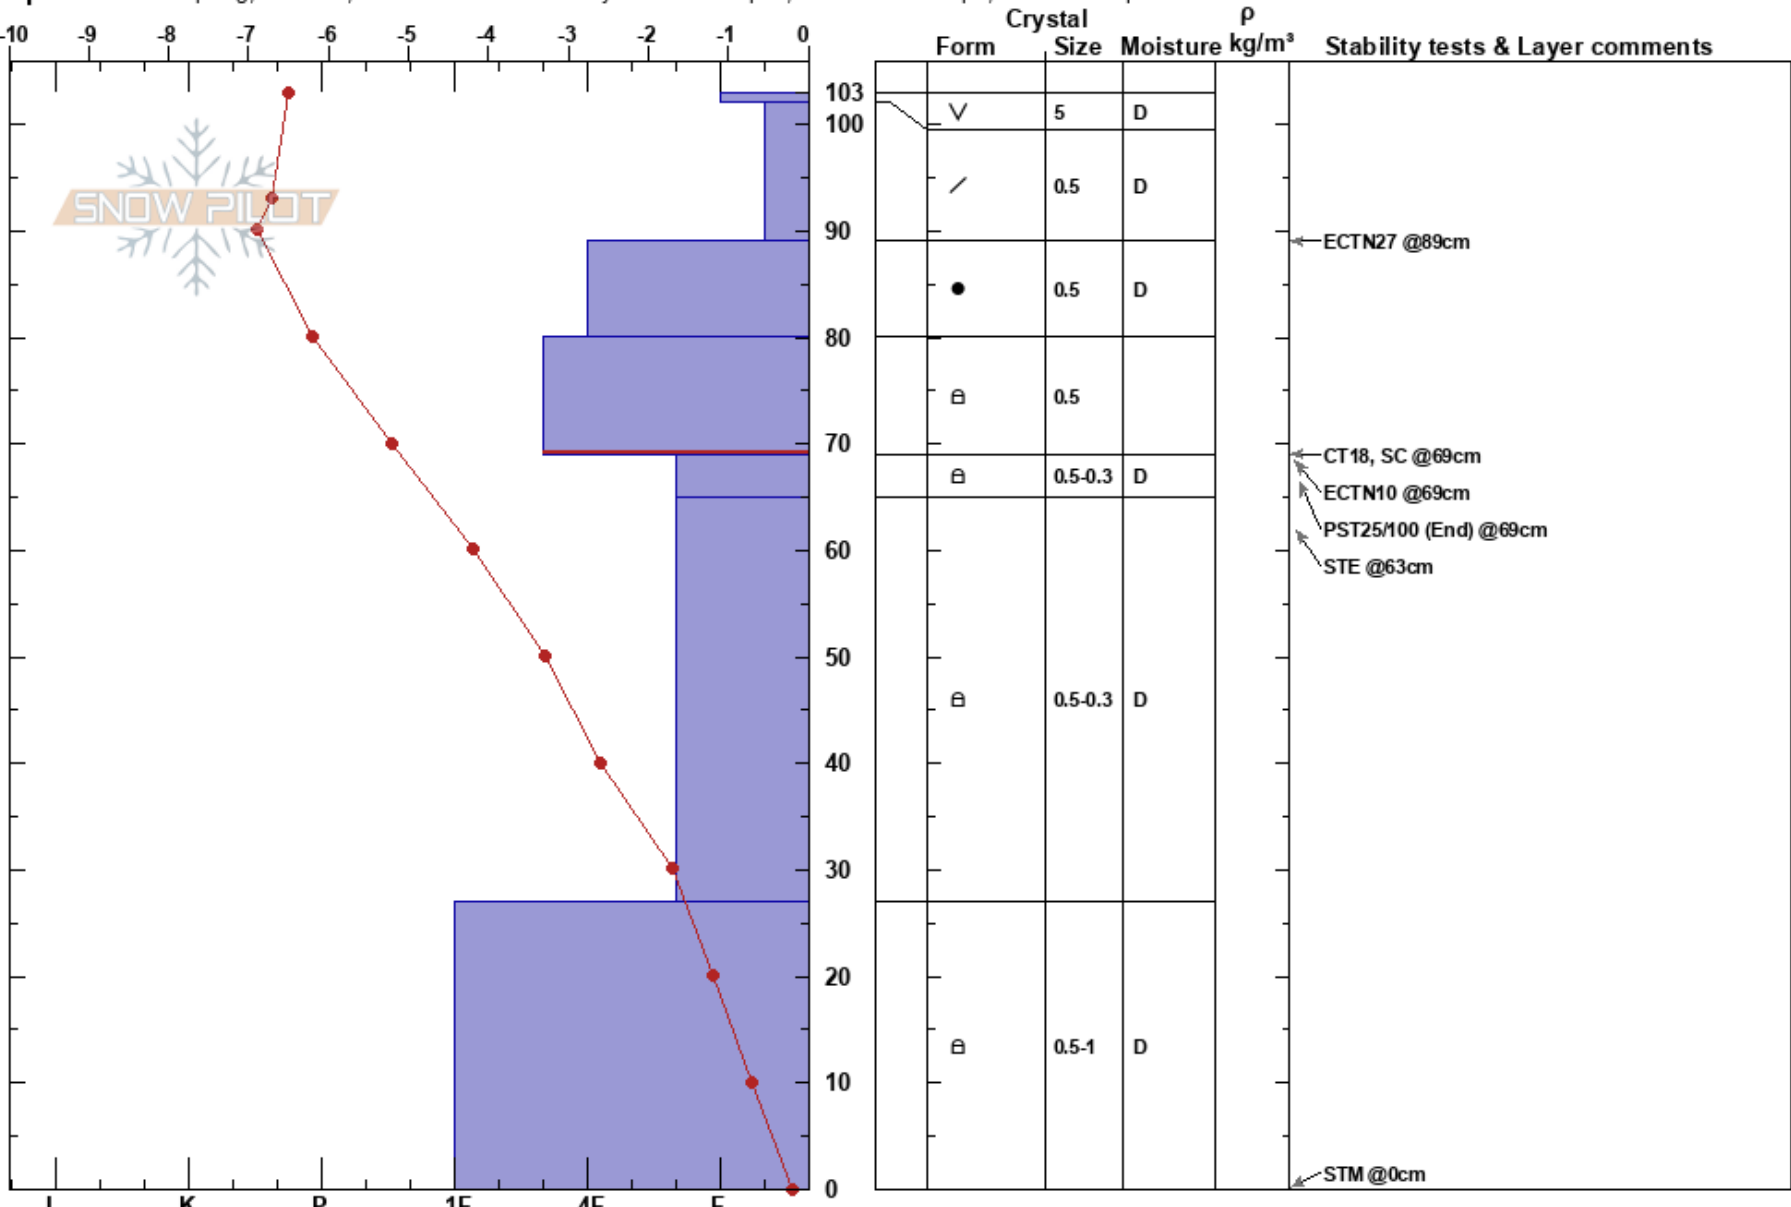 Crystal ρ
-10 -9 -8 -7 -6 -5 -4 -3 -2 -1 0
Form Size Moisture kg/m³ Stability tests & Layer comments
103
5 D
100
SNOW PILOT
0.5 D
90
ECTN27 @89cm
0.5 D
80
0.5
70
CT18, SC @69cm
0.5-0.3 D
ECTN10 @69cm
PST25/100 (End) @69cm
60
STE @63cm
50
0.5-0.3 D
40
30
20
0.5-1 D
10
STM @0cm
0
I K P 1F 4F F